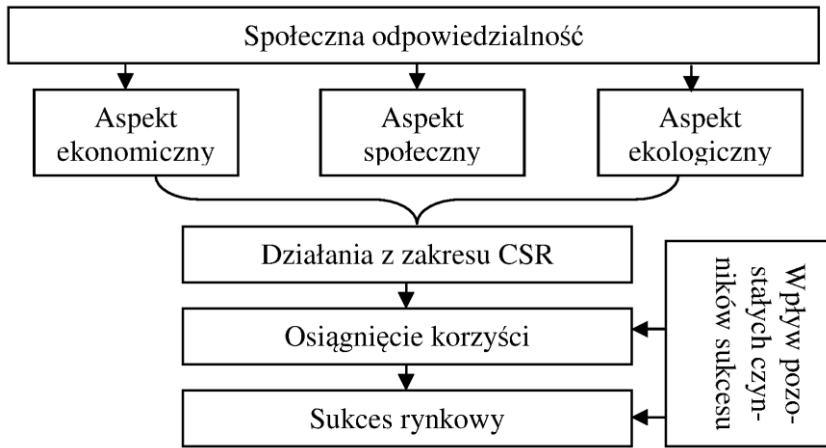 Społeczna odpowiedzialność
Aspekt
ekonomiczny
Aspekt
społeczny
Aspekt
ekologiczny
Działania z zakresu CSR
Osiągnięcie korzyści
Sukces rynkowy
Wpływ pozo-
stałych czyn-
ników sukcesu